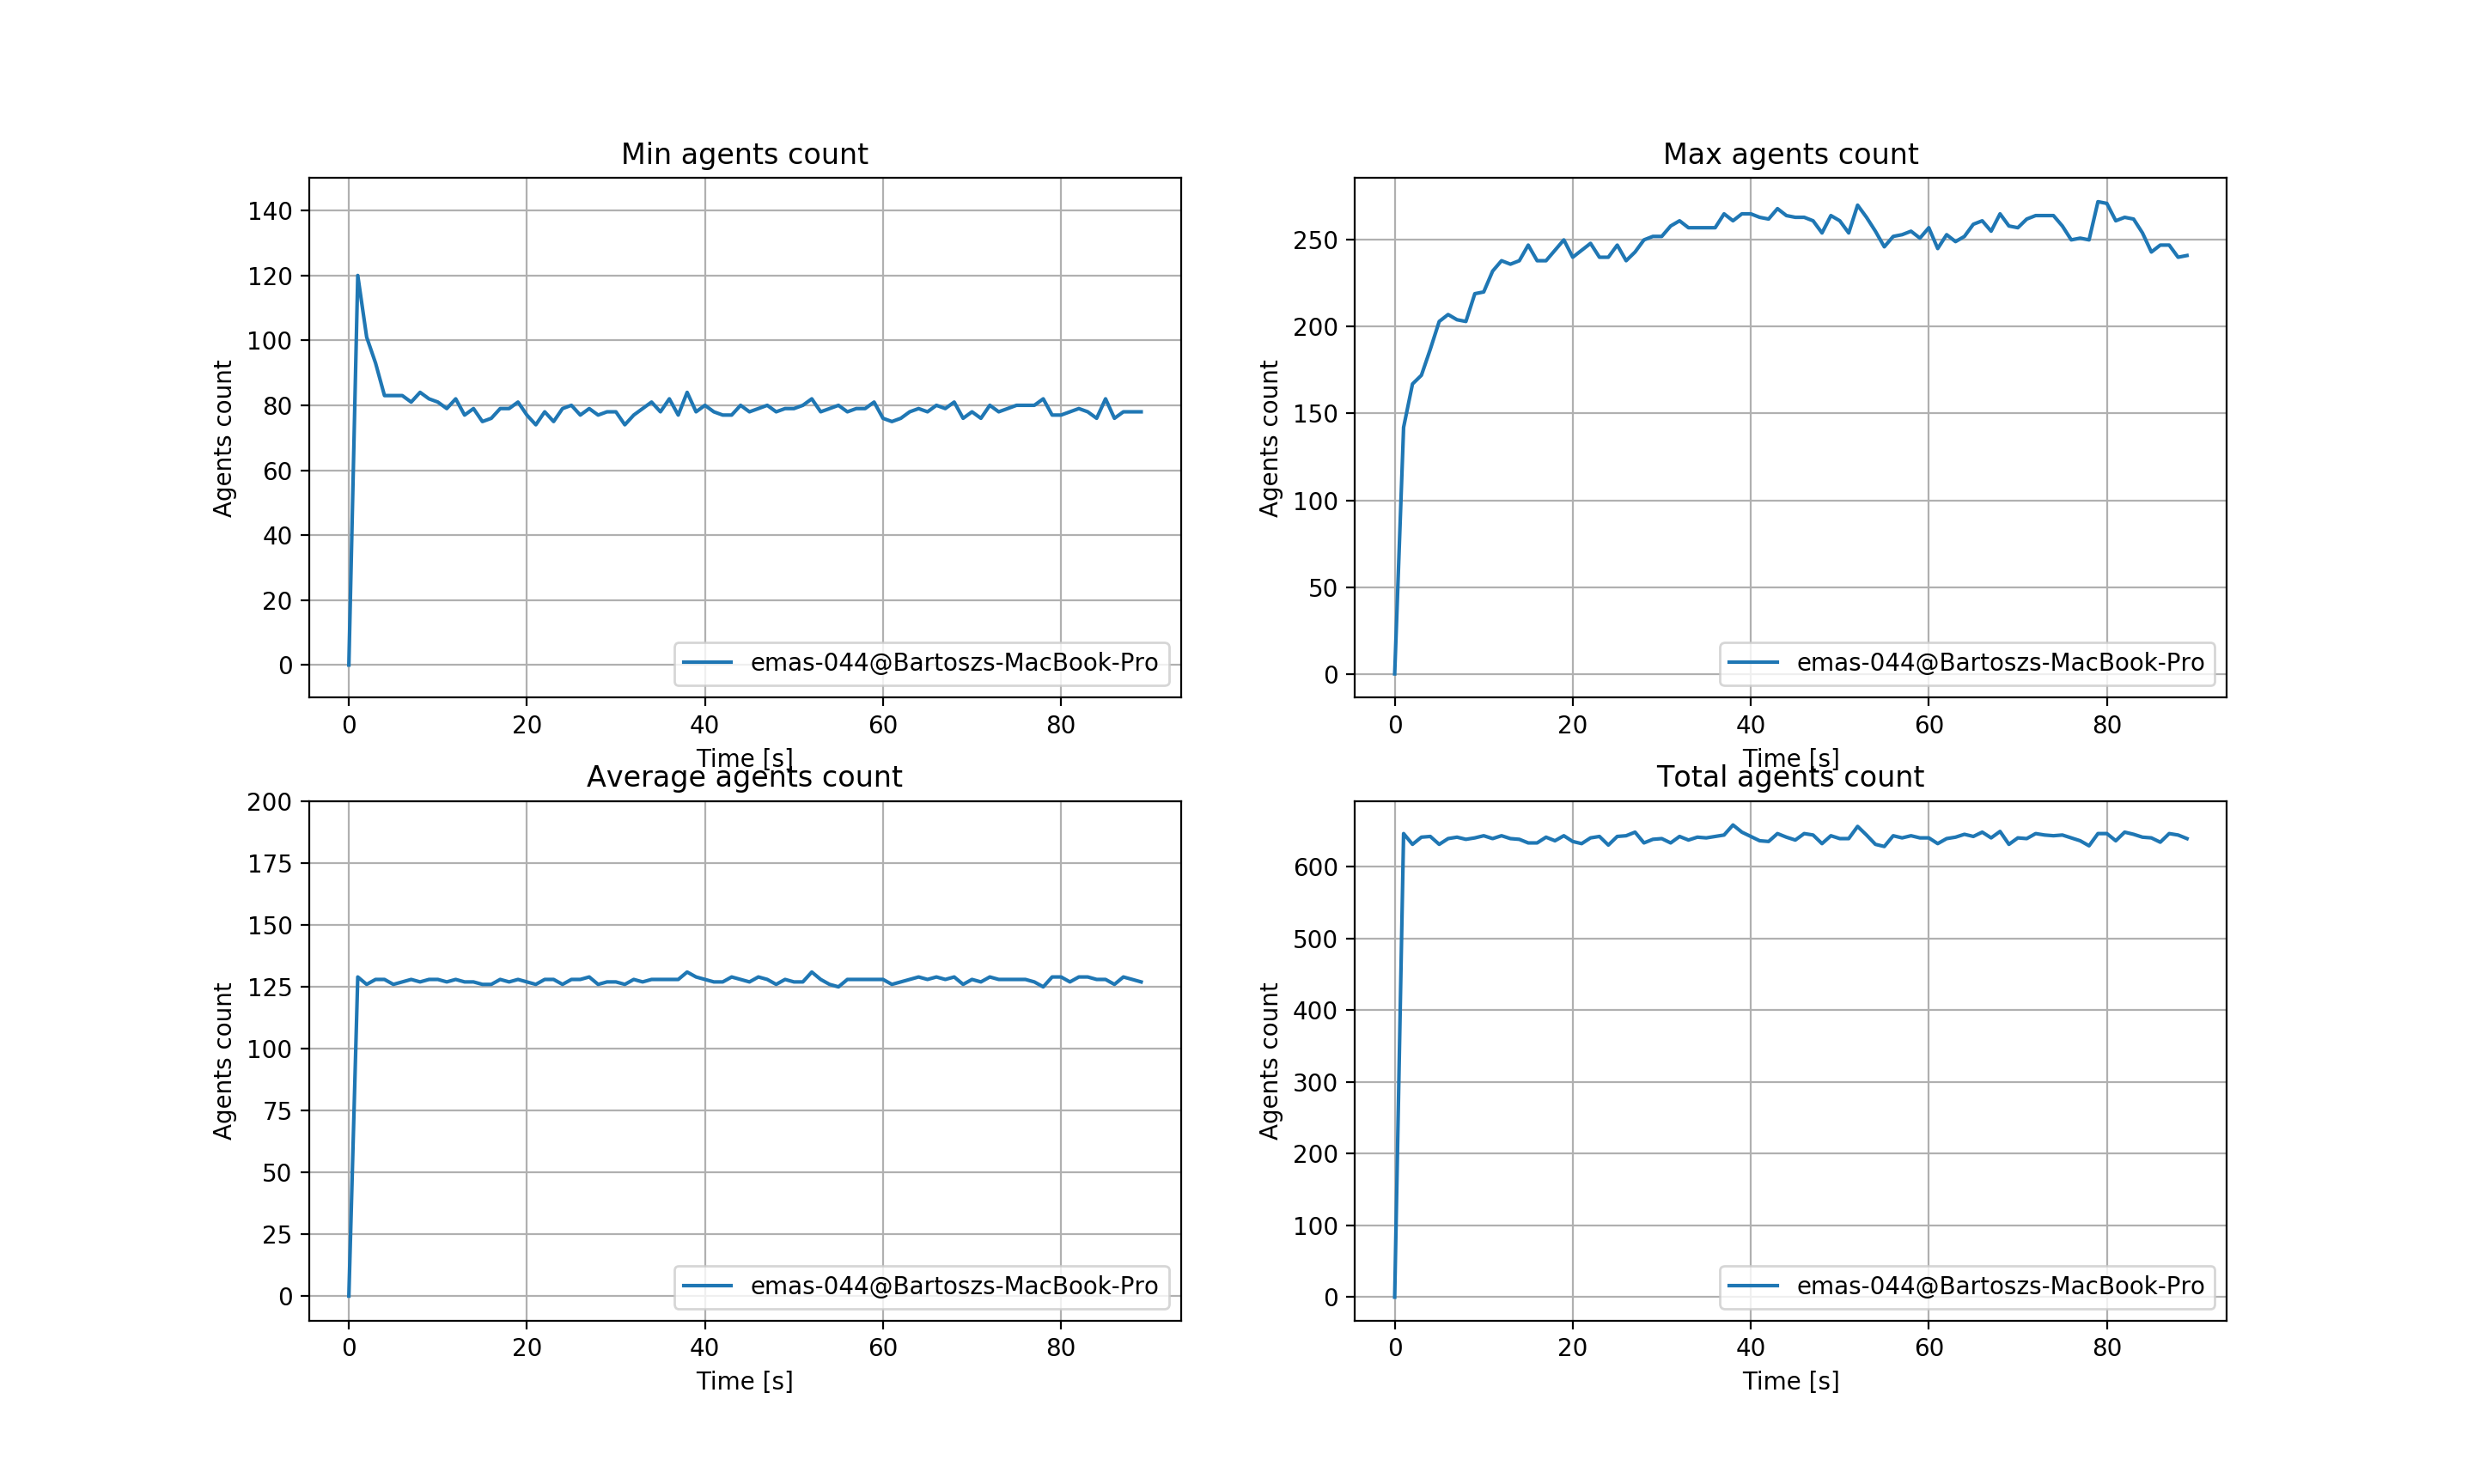 Min agents count
140
120
100
80
60
40
20
0
Agents count
emas-044@Bartoszs-MacBook-Pro
0 20 40 60 80
Time [s]
Max agents count
250
200
150
100
50
0
Agents count
emas-044@Bartoszs-MacBook-Pro
0 20 40 60 80
Time [s]
Average agents count
200
175
150
125
100
75
50
25
0
Agents count
emas-044@Bartoszs-MacBook-Pro
0 20 40 60 80
Time [s]
Total agents count
600
500
400
300
200
100
0
Agents count
emas-044@Bartoszs-MacBook-Pro
0 20 40 60 80
Time [s]